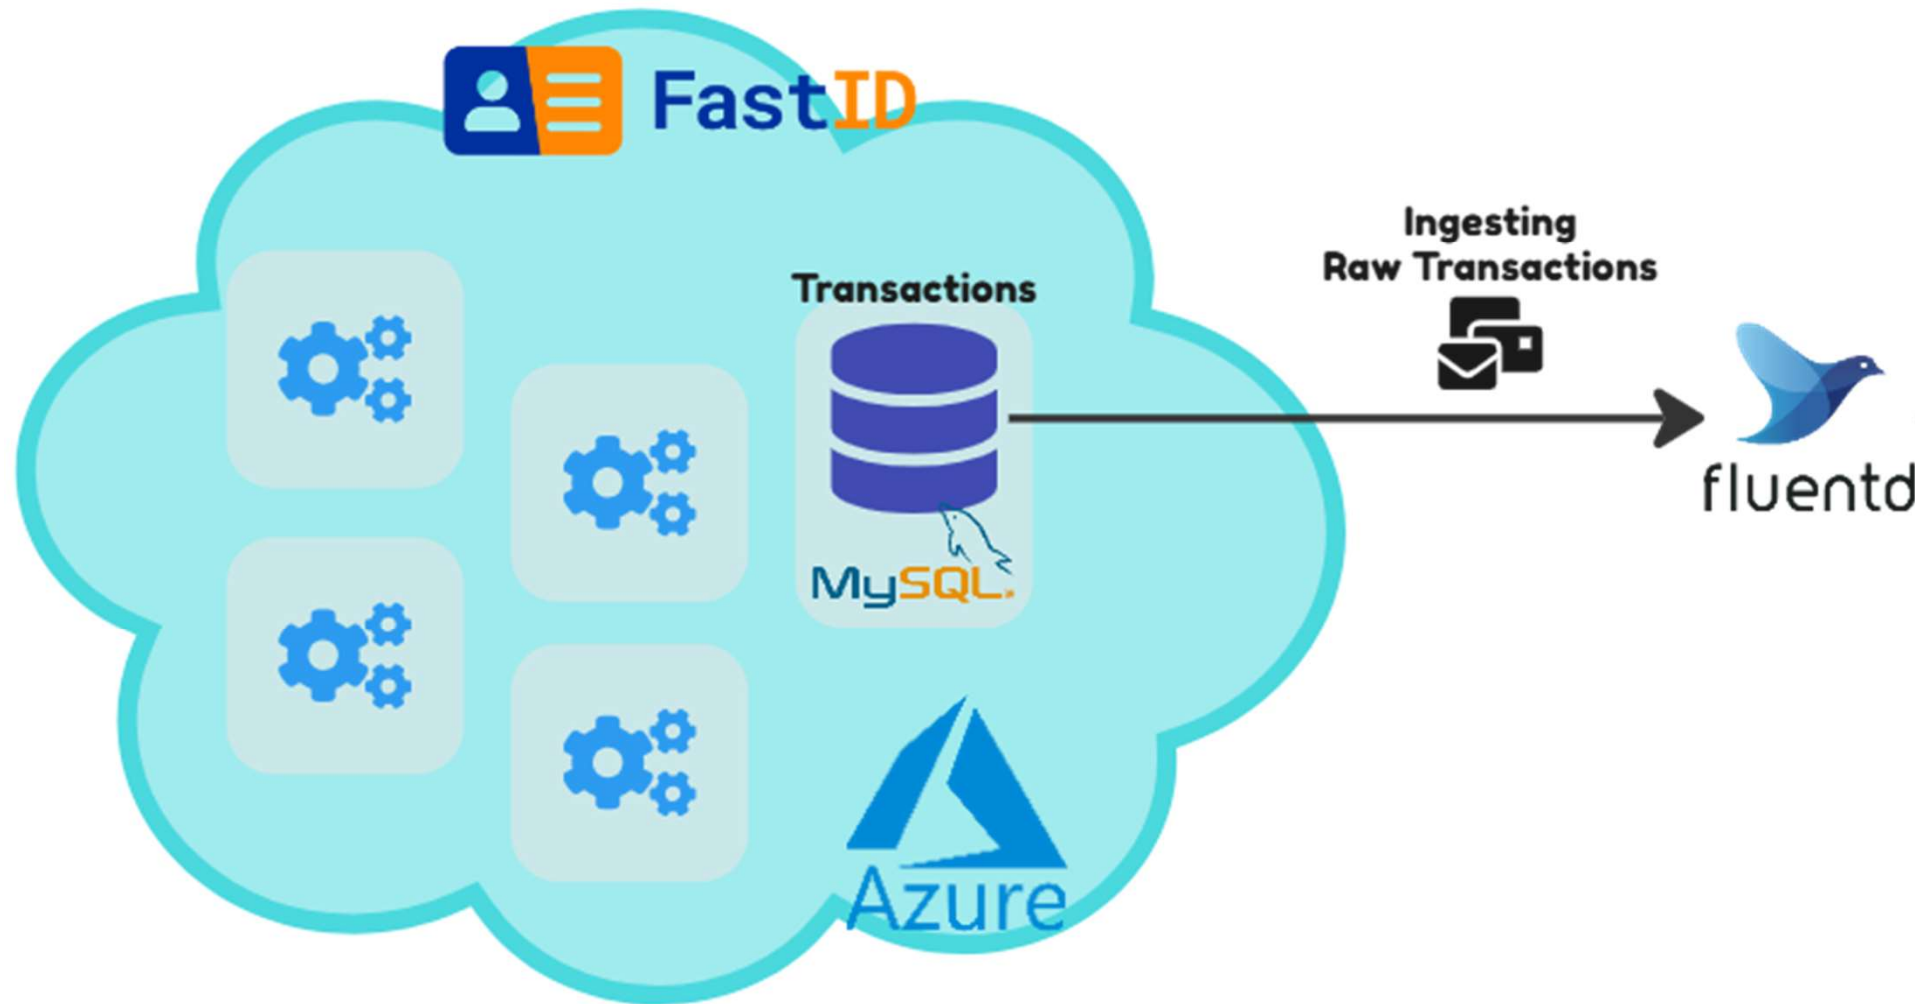 FastID
Transactions
MySQL
Ingesting
Raw Transactions
fluentd
Azure